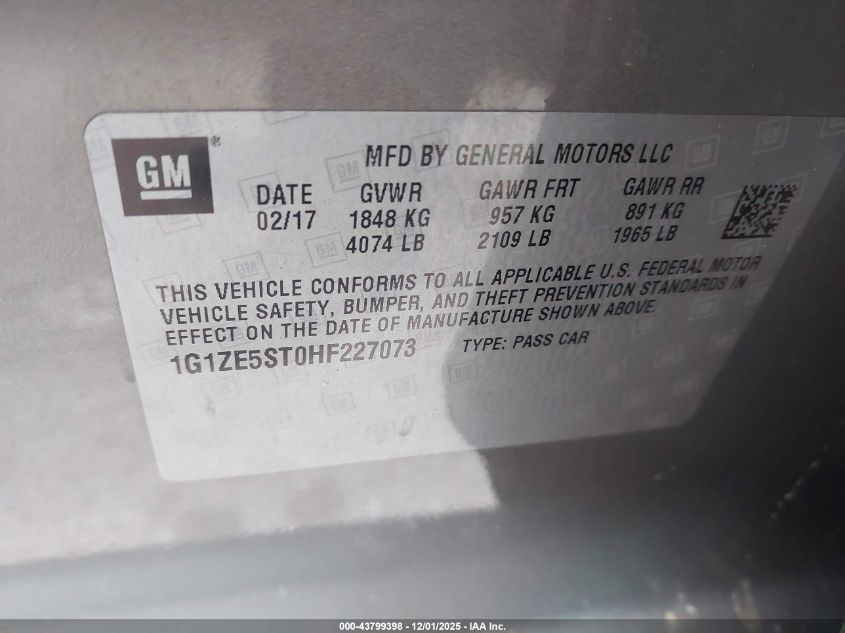 GM®
MFD BY GENERAL MOTORS LLC
DATE GVWR GAWR FRT GAWR RR
02/17 1848 KG 957 KG 891 KG
4074 LB 2109 LB 1965 LB
THIS VEHICLE CONFORMS TO ALL APPLICABLE U.S. FEDERAL MOTOR
VEHICLE SAFETY, BUMPER, AND THEFT PREVENTION STANDARDS IN
EFFECT ON THE DATE OF MANUFACTURE SHOWN ABOVE.
1G1ZE5ST0HF227073 TYPE: PASS CAR
000-43799398 - 12/01/2025 - IAA Inc.